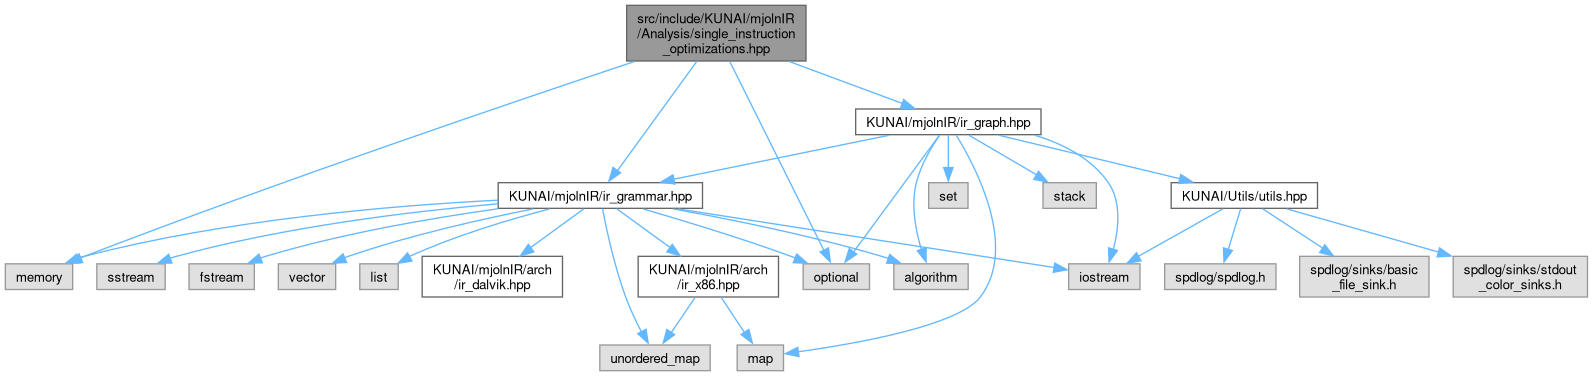 src/include/KUNAI/mjolnIR
/Analysis/single_instruction
_optimizations.hpp
KUNAI/mjolnIR/ir_graph.hpp
KUNAI/mjolnIR/ir_grammar.hpp
set
stack
KUNAI/Utils/utils.hpp
memory
sstream
fstream
vector
list
KUNAI/mjolnIR/arch
/ir_dalvik.hpp
KUNAI/mjolnIR/arch
/ir_x86.hpp
optional
algorithm
iostream
spdlog/spdlog.h
spdlog/sinks/basic
_file_sink.h
spdlog/sinks/stdout
_color_sinks.h
unordered_map
map